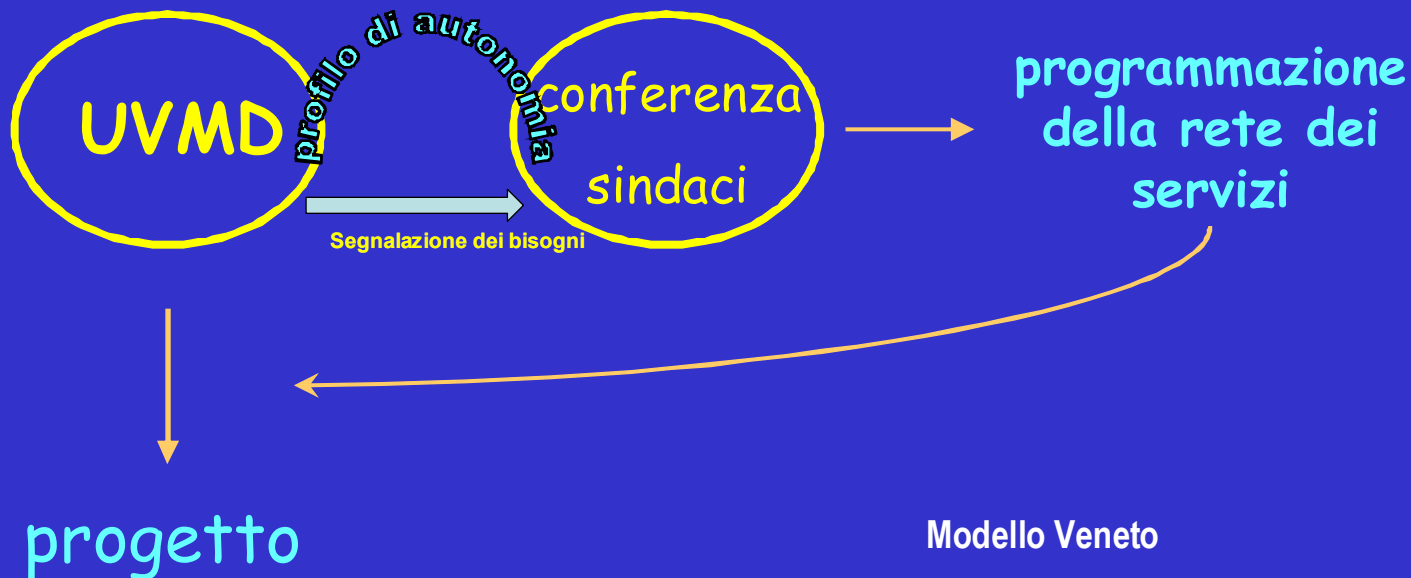 UVMD
profilo di autonomia
conferenza
sindaci
Segnalazione dei bisogni
programmazione
della rete dei
servizi
progetto
Modello Veneto